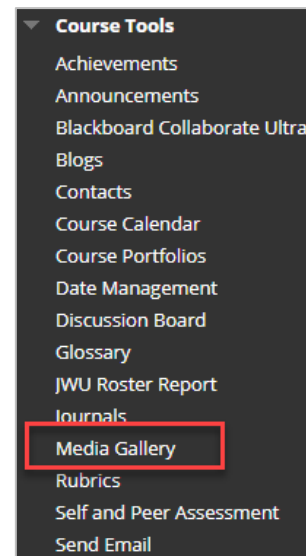 Course Tools
Achievements
Announcements
Blackboard Collaborate Ultra
Blogs
Contacts
Course Calendar
Course Portfolios
Date Management
Discussion Board
Glossary
JWU Roster Report
Journals
Media Gallery
Rubrics
Self and Peer Assessment
Send Email